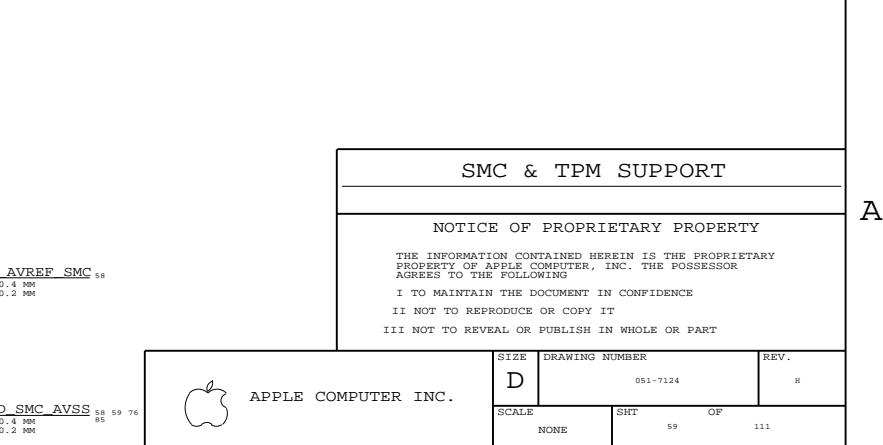 SMC & TPM SUPPORT
A
NOTICE OF PROPRIETARY PROPERTY
THE INFORMATION CONTAINED HEREIN IS THE PROPRIETARY
PROPERTY OF APPLE COMPUTER, INC. THE POSSESSOR
AGREES TO THE FOLLOWING
I TO MAINTAIN THE DOCUMENT IN CONFIDENCE
II NOT TO REPRODUCE OR COPY IT
III NOT TO REVEAL OR PUBLISH IN WHOLE OR PART
_AVREF_SMC 58
0.4 MM
0.2 MM
D_SMC_AVSS 58 59 76
85
0.4 MM
0.2 MM
APPLE COMPUTER INC.
SIZE
D
DRAWING NUMBER
051-7124
REV.
H
SCALE
NONE
SHT OF
59 111